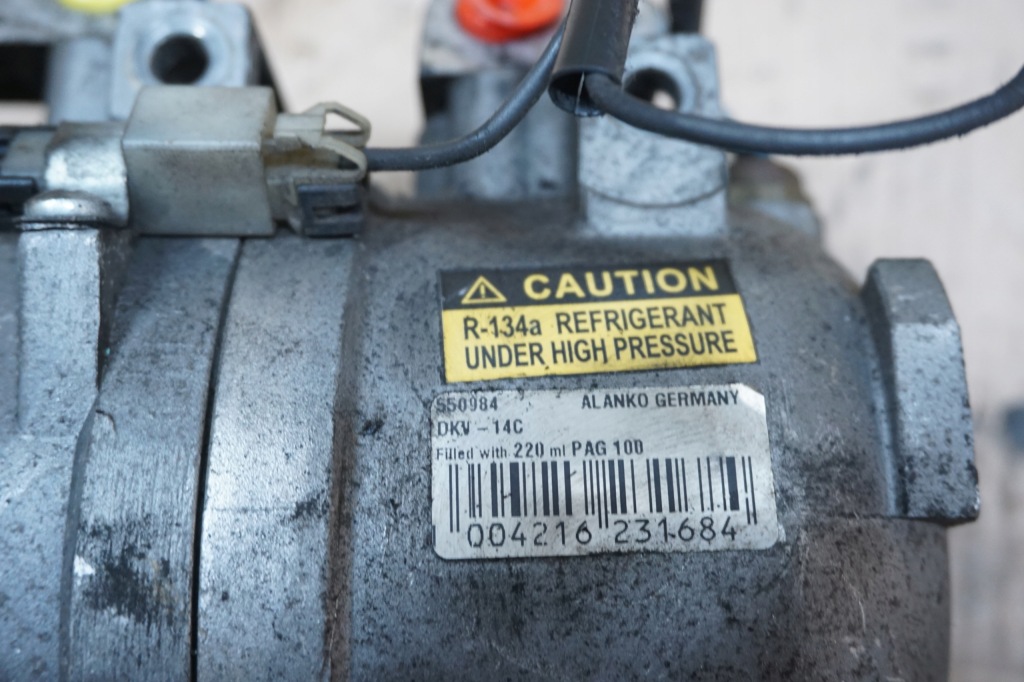 CAUTION
R-134a REFRIGERANT
UNDER HIGH PRESSURE
550984 ALANKO GERMANY
DKV - 14C
Filled with 220 ml PAG 100
004216 231684